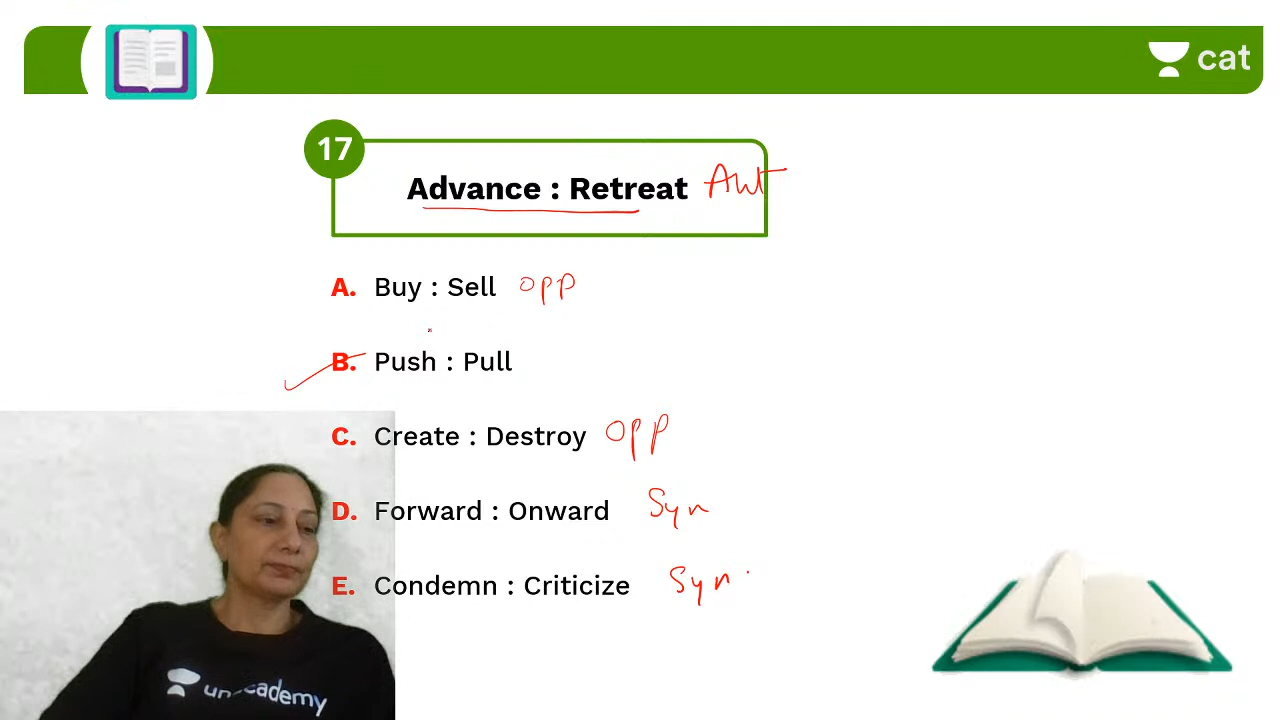 cat
17
Advance : Retreat Ant
A. Buy : Sell opp
B. Push : Pull
C. Create : Destroy opp
D. Forward : Onward Syn
E. Condemn : Criticize Syn
unacademy